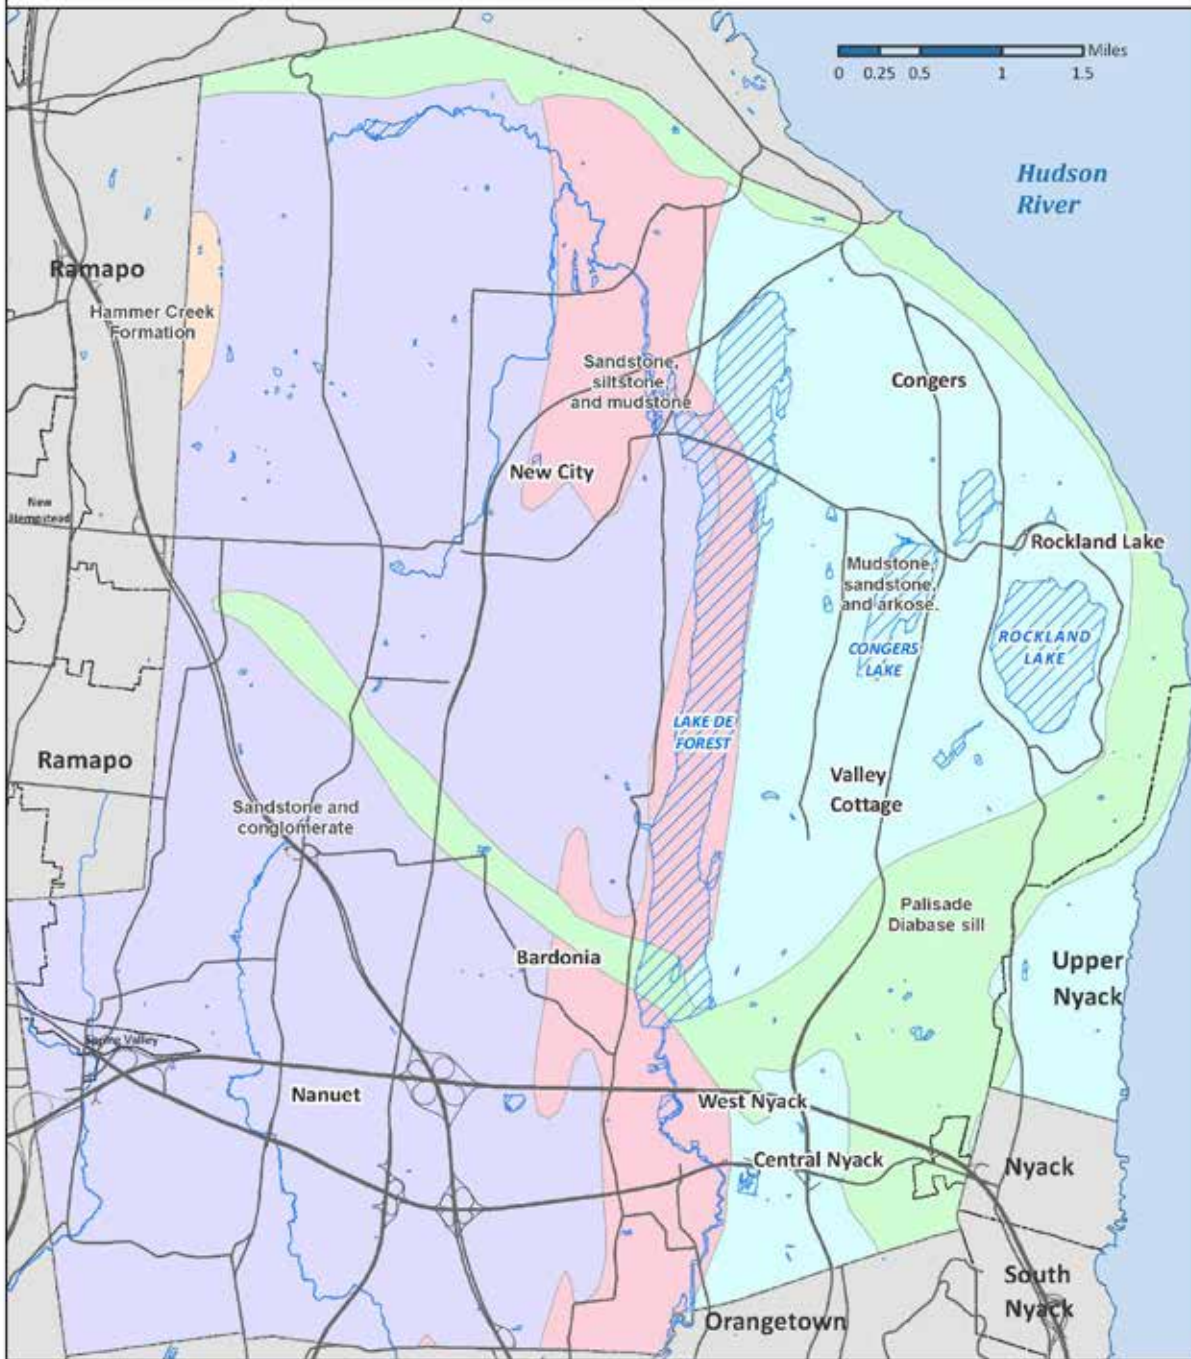 Miles
0 0.25 0.5 1 1.5
Hudson
River
Ramapo
Hammer Creek
Formation
Sandstone,
siltstone,
and mudstone
Congers
New City
New
Hempstead
Rockland Lake
Mudstone,
sandstone,
and arkose.
CONGERS
LAKE
ROCKLAND
LAKE
LAKE DE
FOREST
Ramapo
Valley
Cottage
Sandstone and
conglomerate
Palisade
Diabase sill
Bardonia
Upper
Nyack
Spring Valley
Nanuet
West Nyack
Central Nyack
Nyack
South
Nyack
Orangetown